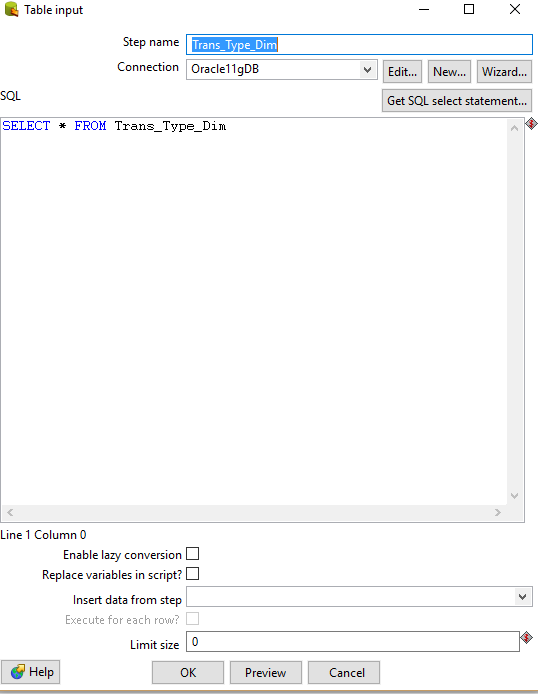 Table input
Step name Trans_Type_Dim
Connection Oracle11gDB Edit... New... Wizard...
SQL Get SQL select statement...
SELECT * FROM Trans_Type_Dim
Line 1 Column 0
Enable lazy conversion
Replace variables in script?
Insert data from step
Execute for each row?
Limit size 0
Help OK Preview Cancel